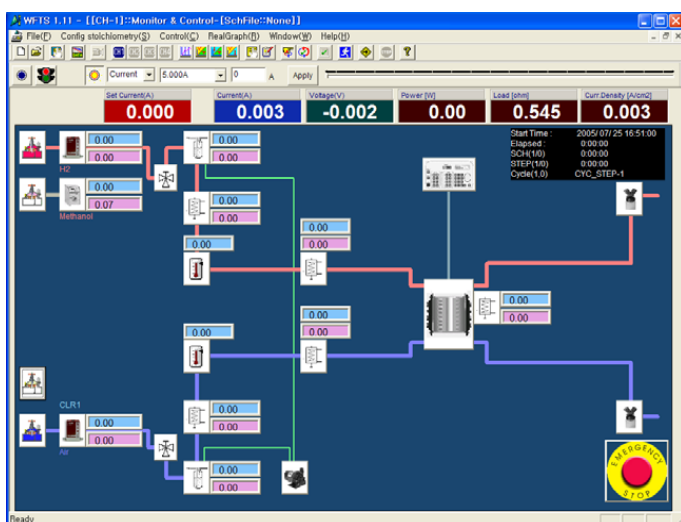 WFTS 1.11 - [[CH-1]::Monitor & Control-[SchFile::None]]
File(F) Config stoichiometry(S) Control(C) RealGraph(R) Window(W) Help(H)
Current 5.000A 0 A Apply
Set Current(A) Current(A) Voltage(V) Power [W] Load [ohm] Curr.Density [A/cm2]
0.000 0.003 -0.002 0.00 0.545 0.003
Start Time : 2005/07/25 16:51:00
Elapsed : 0:00:00
SCH(1/0) 0:00:00
STEP(1/0) 0:00:00
Cycle(1,0) CYC_STEP-1
0.00 0.00
0.00 0.00
H2
0.00
0.07
Methanol
0.00
0.00
0.00
0.00
0.00
0.00
0.00
0.00
0.00
0.00
0.00
CLR1
0.00 0.00
0.00 0.00
Air
0.00
0.00
EMERGENCY
STOP
Ready